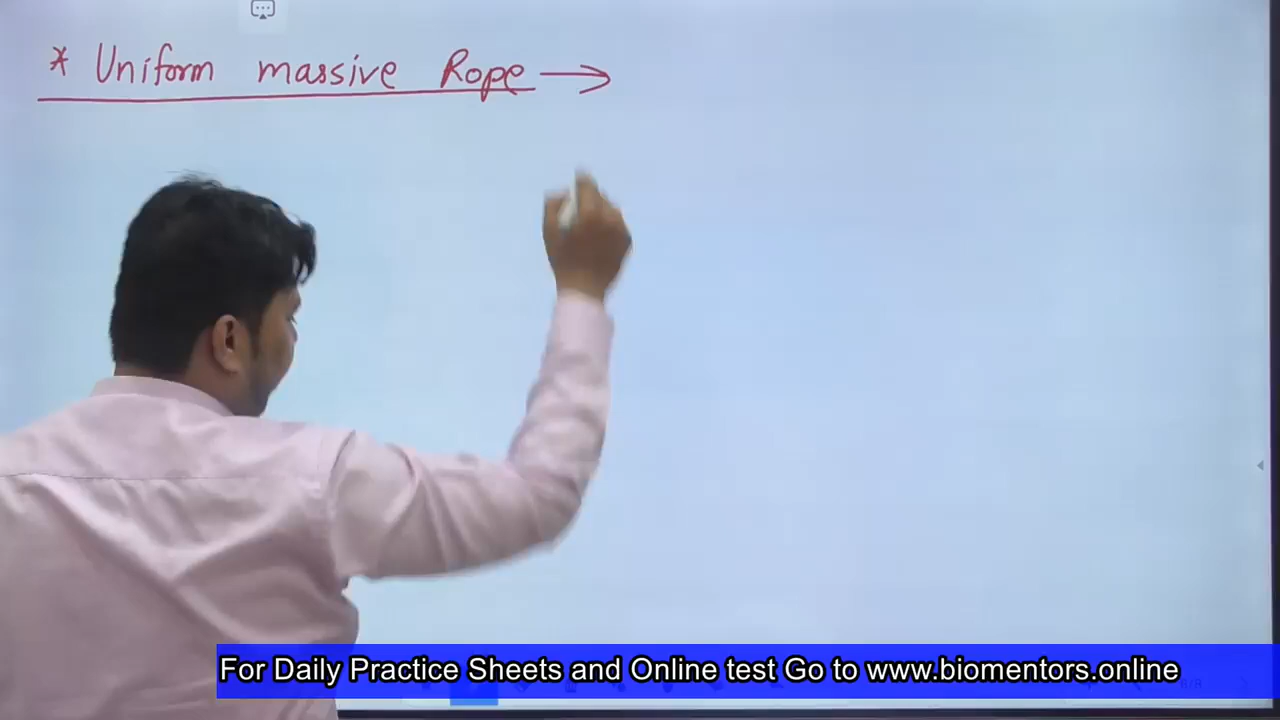 * Uniform massive Rope →
For Daily Practice Sheets and Online test Go to www.biomentors.online